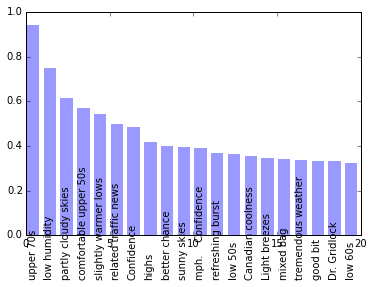 1.0
0.8
0.6
0.4
0.2
0.0
0
10
15
20
upper 70s
low humidity
partly cloudy skies
comfortable upper 50s
slightly warmer lows
related traffic news
Confidence
highs
better chance
sunny skies
mph.  Confidence
refreshing burst
low 50s
Canadian coolness
Light breezes
mixed bag
tremendous weather
good bit
Dr. Gridlock
low 60s